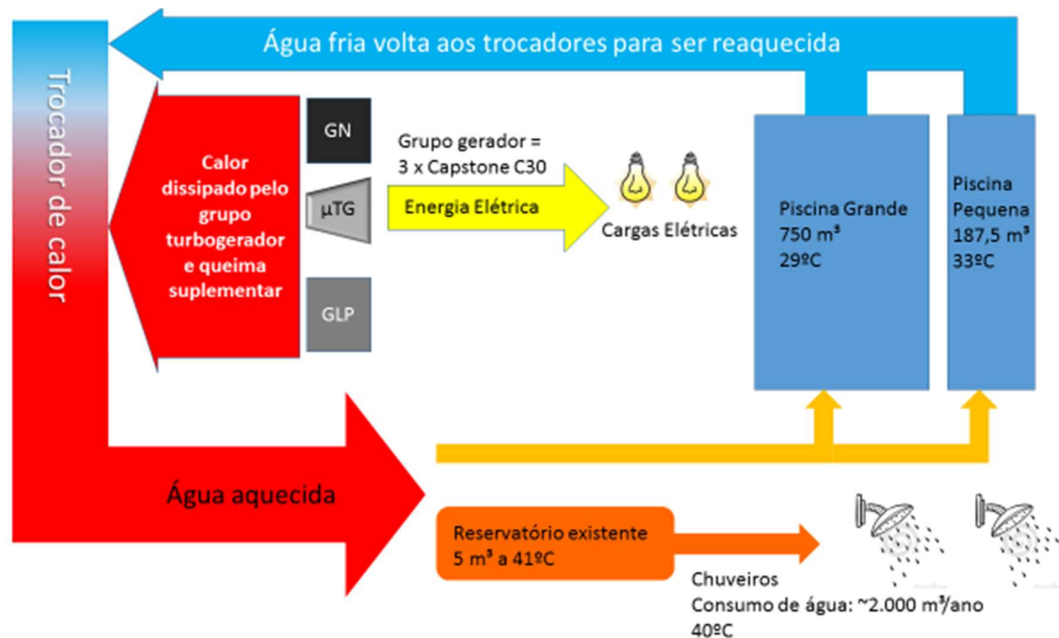 Água fria volta aos trocadores para ser reaquecida
Trocador de calor
Calor
dissipado pelo
grupo
turbogerador
e queima
suplementar
GN
µTG
GLP
Grupo gerador =
3 x Capstone C30
Energia Elétrica
Cargas Elétricas
Piscina Grande
750 m³
29ºC
Piscina
Pequena
187,5 m³
33ºC
Água aquecida
Reservatório existente
5 m³ a 41ºC
Chuveiros
Consumo de água: ~2.000 m³/ano
40ºC